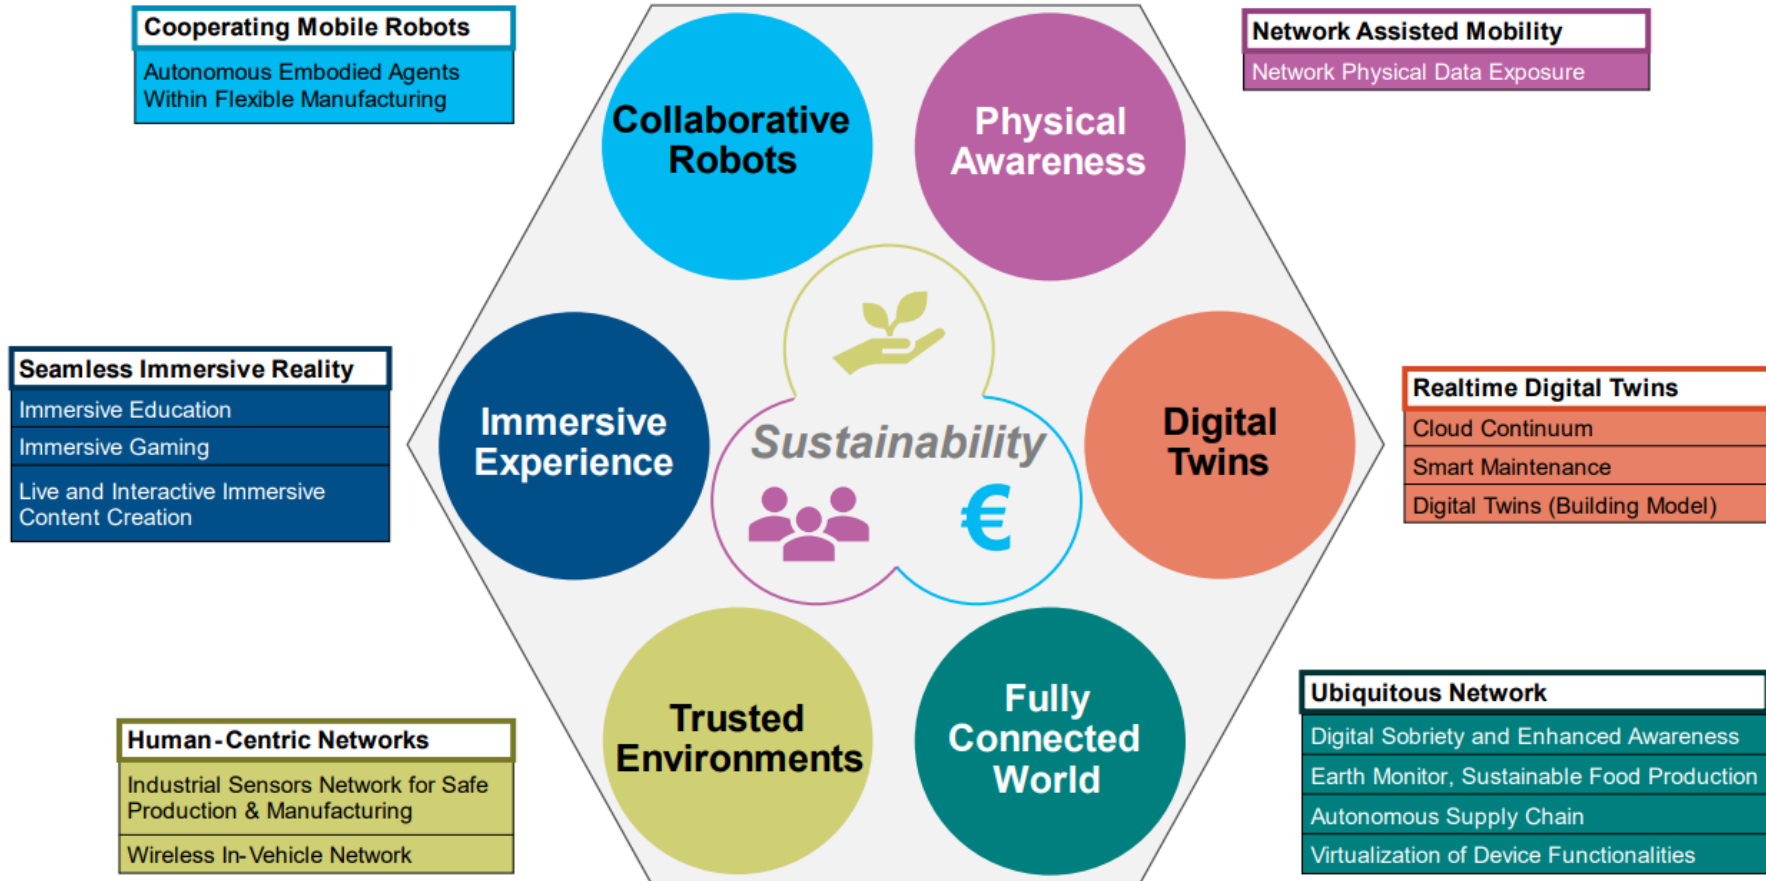 Cooperating Mobile Robots
Autonomous Embodied Agents
Within Flexible Manufacturing
Collaborative
Robots
Physical
Awareness
Network Assisted Mobility
Network Physical Data Exposure
Seamless Immersive Reality
Immersive Education
Immersive Gaming
Live and Interactive Immersive
Content Creation
Immersive
Experience
Sustainability
€
Digital
Twins
Realtime Digital Twins
Cloud Continuum
Smart Maintenance
Digital Twins (Building Model)
Human-Centric Networks
Industrial Sensors Network for Safe
Production & Manufacturing
Wireless In-Vehicle Network
Trusted
Environments
Fully
Connected
World
Ubiquitous Network
Digital Sobriety and Enhanced Awareness
Earth Monitor, Sustainable Food Production
Autonomous Supply Chain
Virtualization of Device Functionalities